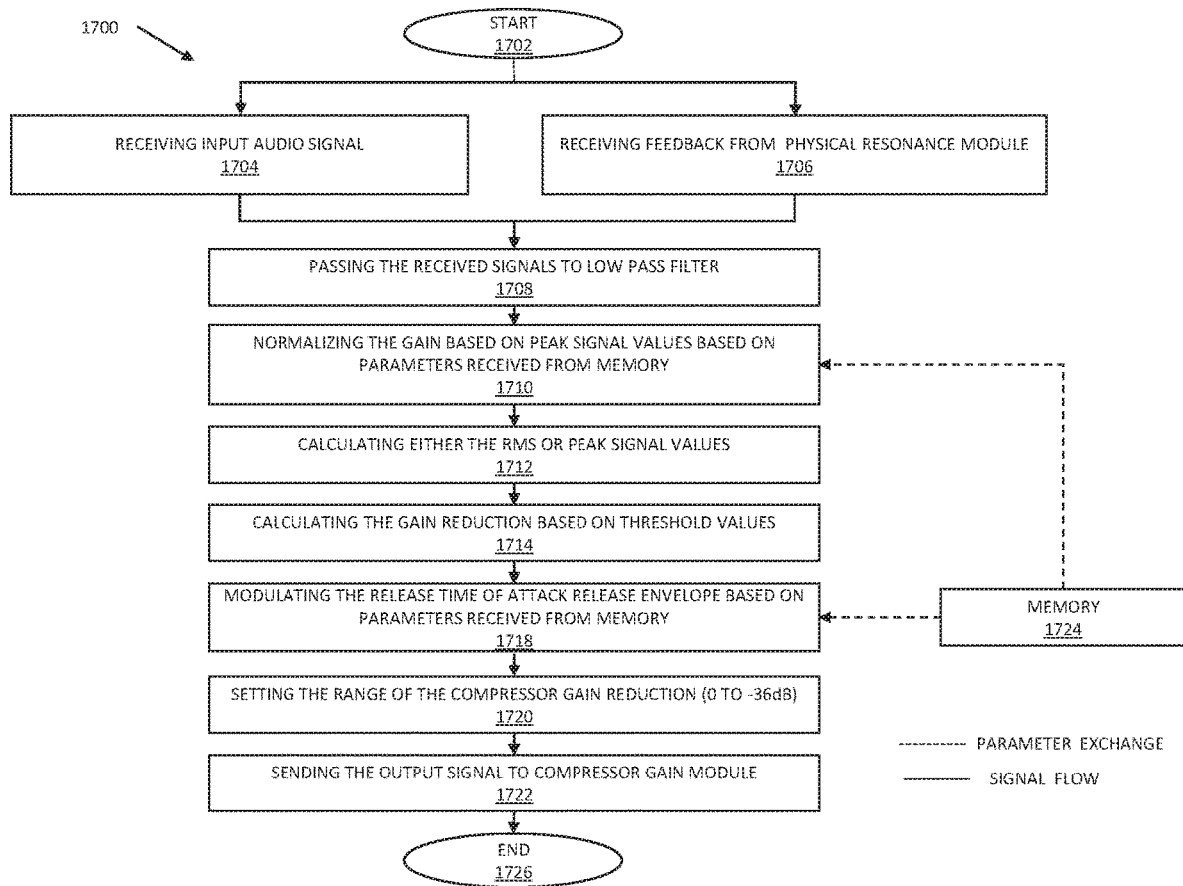 1700
START
1702
RECEIVING INPUT AUDIO SIGNAL
1704
RECEIVING FEEDBACK FROM PHYSICAL RESONANCE MODULE
1706
PASSING THE RECEIVED SIGNALS TO LOW PASS FILTER
1708
NORMALIZING THE GAIN BASED ON PEAK SIGNAL VALUES BASED ON
PARAMETERS RECEIVED FROM MEMORY
1710
CALCULATING EITHER THE RMS OR PEAK SIGNAL VALUES
1712
CALCULATING THE GAIN REDUCTION BASED ON THRESHOLD VALUES
1714
MODULATING THE RELEASE TIME OF ATTACK RELEASE ENVELOPE BASED ON
PARAMETERS RECEIVED FROM MEMORY
1718
MEMORY
1724
SETTING THE RANGE OF THE COMPRESSOR GAIN REDUCTION (0 TO -36dB)
1720
SENDING THE OUTPUT SIGNAL TO COMPRESSOR GAIN MODULE
1722
PARAMETER EXCHANGE
SIGNAL FLOW
END
1726